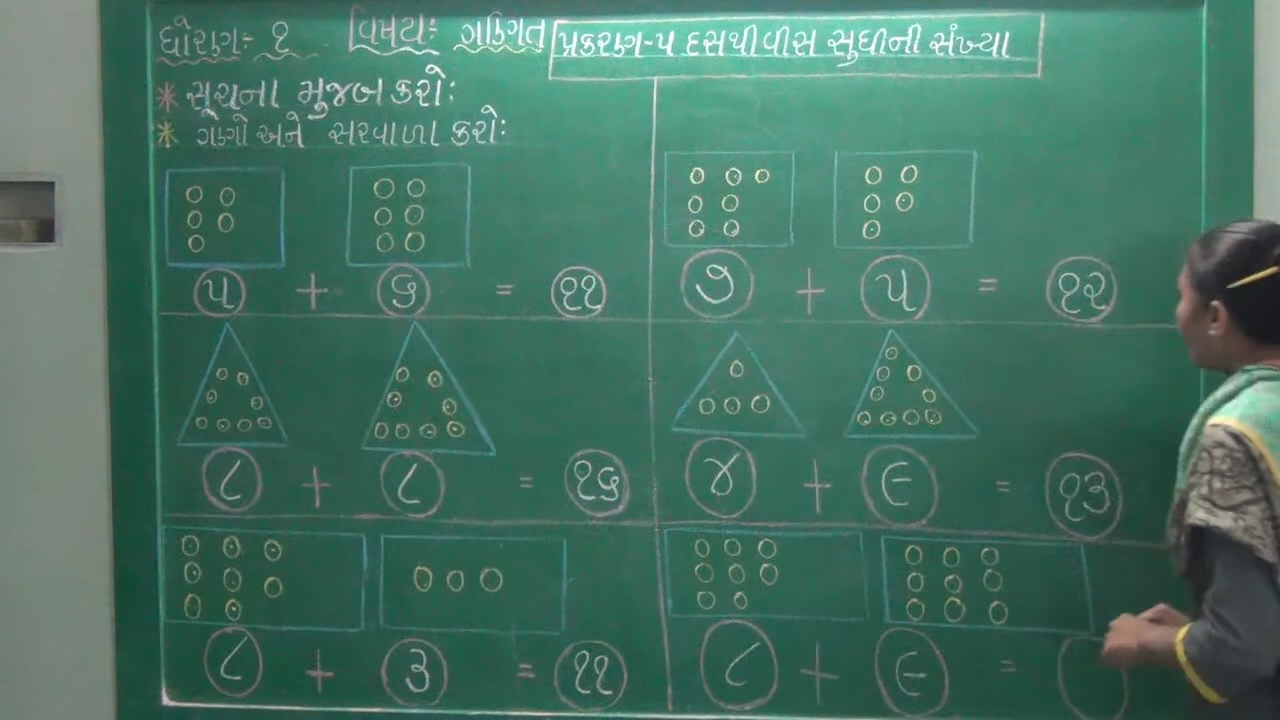 ધોરણઃ- ૧ વિષયઃ ગણિત પ્રકરણ-૫ દસથીવીસ સુધીની સંખ્યા
* સૂચના મુજબ કરોઃ
* ગણો અને સરવાળા કરોઃ
૫ + ૬ = ૧૧
૭ + ૫ = ૧૨
૮ + ૮ = ૧૬
૪ + ૯ = ૧૩
૮ + ૩ = ૧૧
૮ + ૯ =